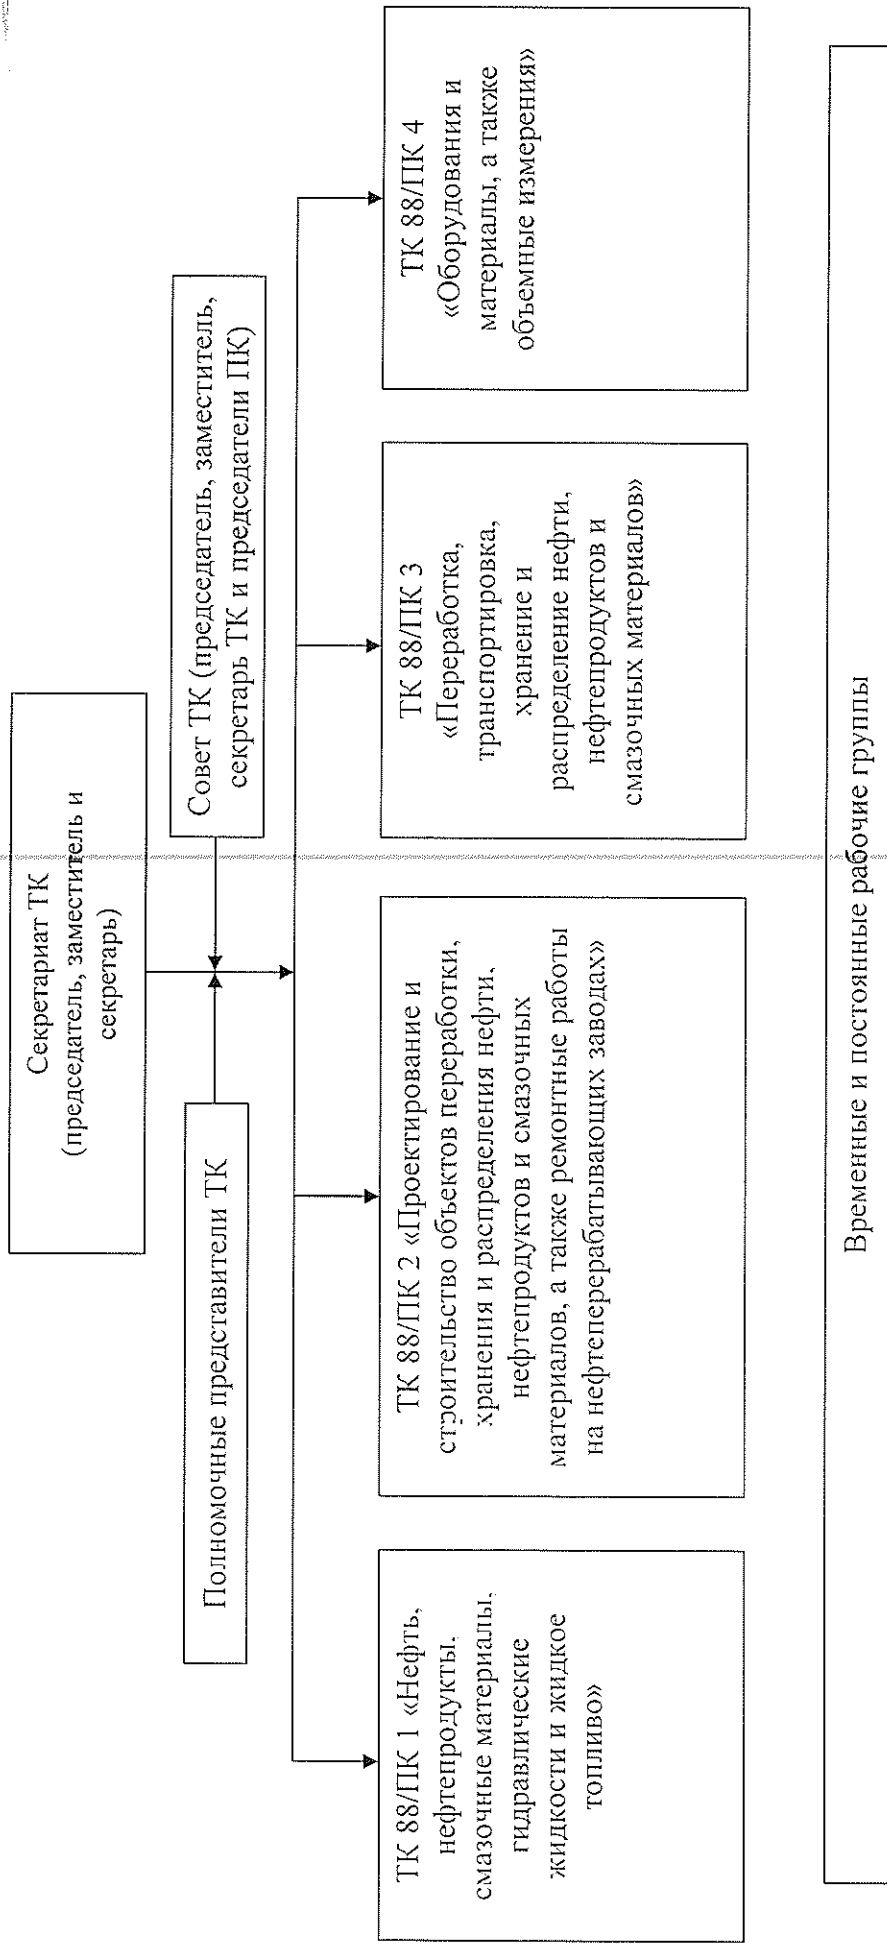 Секретариат ТК
(председатель, заместитель и
секретарь)
Полномочные представители ТК
Совет ТК (председатель, заместитель,
секретарь ТК и председатели ПК)
ТК 88/ПК 1 «Нефть,
нефтепродукты,
смазочные материалы,
гидравлические
жидкости и жидкое
топливо»
ТК 88/ПК 2 «Проектирование и
строительство объектов переработки,
хранения и распределения нефти,
нефтепродуктов и смазочных
материалов, а также ремонтные работы
на нефтеперерабатывающих заводах»
ТК 88/ПК 3
«Переработка,
транспортировка,
хранение и
распределение нефти,
нефтепродуктов и
смазочных материалов»
ТК 88/ПК 4
«Оборудования и
материалы, а также
объемные измерения»
Временные и постоянные рабочие группы